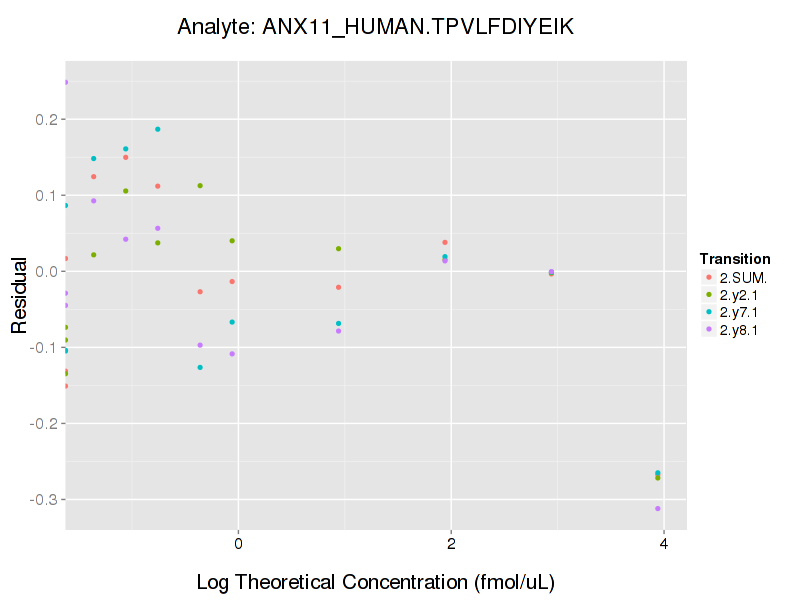 Analyte: ANX11_HUMAN.TPVLFDIYEIK
0.2
0.1
0.0
-0.1
-0.2
-0.3
Residual
0 2 4
Log Theoretical Concentration (fmol/uL)
Transition
2.SUM.
2.y2.1
2.y7.1
2.y8.1